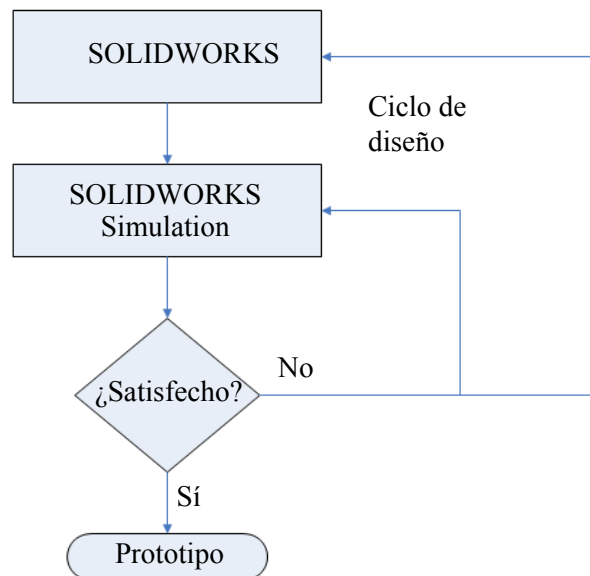 SOLIDWORKS
Ciclo de
diseño
SOLIDWORKS
Simulation
¿Satisfecho?
No
Sí
Prototipo